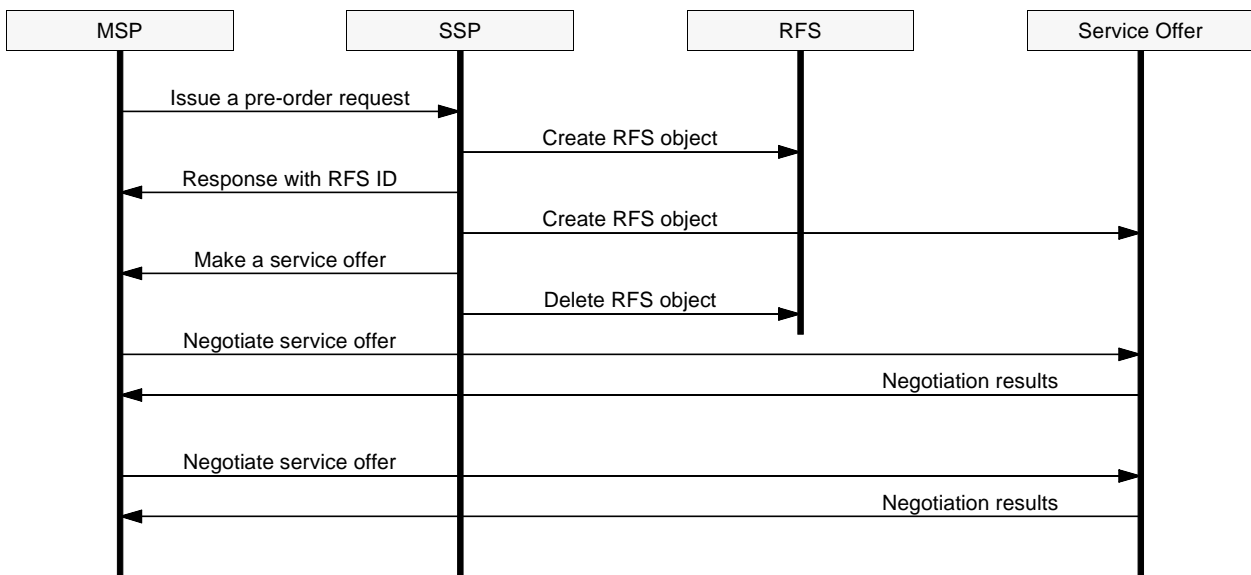 MSP
SSP
RFS
Service Offer
Issue a pre-order request
Create RFS object
Response with RFS ID
Create RFS object
Make a service offer
Delete RFS object
Negotiate service offer
Negotiation results
Negotiate service offer
Negotiation results